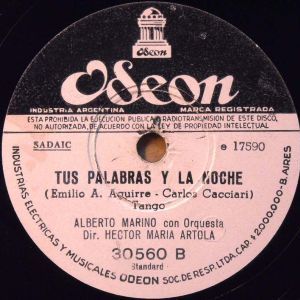 Odeon
Odeon
INDUSTRIA ARGENTINA MARCA REGISTRADA
ESTA PROHIBIDO LA EJECUCION PUBLICA Y RADIOTRANSMISION DE ESTE DISCO,
NO AUTORIZADA, DE ACUERDO CON LA LEY DE PROPIEDAD INTELECTUAL
SADAIC e 17590
TUS PALABRAS Y LA NOCHE
(Emilio A. Aguirre - Carlos Cacciari)
Tango
ALBERTO MARINO con Orquesta
Dir. HECTOR MARIA ARTOLA
30560 B
Standard
INDUSTRIAS ELECTRICAS Y MUSICALES ODEON SOC. DE RESP. LTDA. CAP. $2.000.000 - B. AIRES